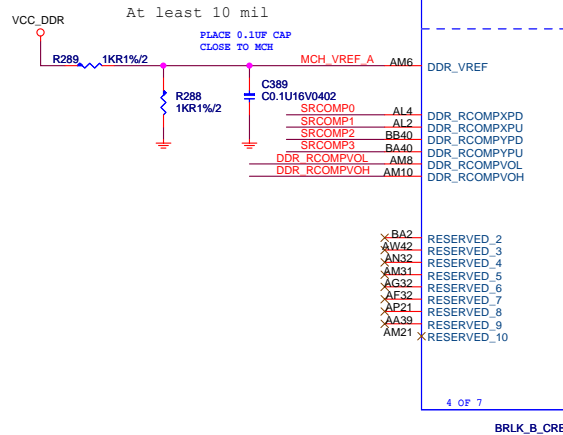 At least 10 mil
VCC_DDR
PLACE 0.1UF CAP
CLOSE TO MCH
R289
1KR1%/2
MCH_VREF_A
AM6
DDR_VREF
R288
1KR1%/2
C389
C0.1U16V0402
SRCOMP0 AL4 DDR_RCOMPXPD
SRCOMP1 AL2 DDR_RCOMPXPU
SRCOMP2 BB40 DDR_RCOMPYPD
SRCOMP3 BA40 DDR_RCOMPYPU
DDR_RCOMPVOL AM8 DDR_RCOMPVOL
DDR_RCOMPVOH AM10 DDR_RCOMPVOH
BA2 RESERVED_2
AW42 RESERVED_3
AN32 RESERVED_4
AM31 RESERVED_5
AG32 RESERVED_6
AF32 RESERVED_7
AP21 RESERVED_8
AA39 RESERVED_9
AM21 RESERVED_10
4 OF 7
BRLK_B_CRB